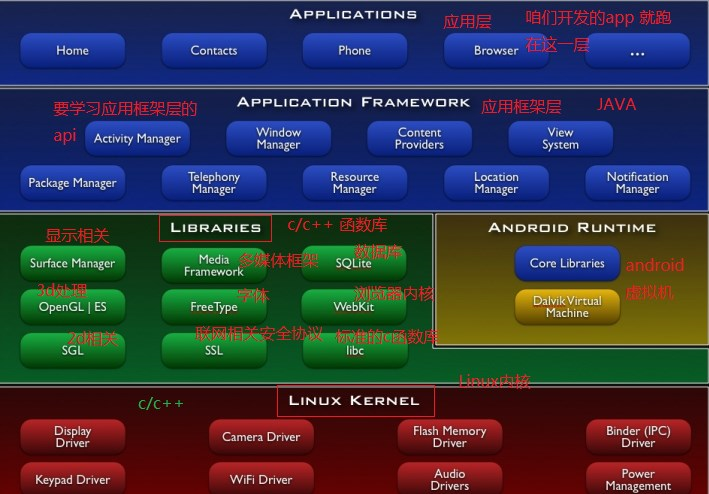 APPLICATIONS
应用层
咱们开发的app 就跑
在这一层
Home
Contacts
Phone
Browser
...
APPLICATION FRAMEWORK
要学习应用框架层的
api
应用框架层
JAVA
Activity Manager
Window
Manager
Content
Providers
View
System
Package Manager
Telephony
Manager
Resource
Manager
Location
Manager
Notification
Manager
LIBRARIES
c/c++ 函数库
显示相关
Surface Manager
Media
Framework
多媒体框架
数据库
SQLite
3d处理
OpenGL | ES
字体
FreeType
浏览器内核
WebKit
2d相关
SGL
联网相关安全协议
SSL
标准的c函数库
libc
ANDROID RUNTIME
Core Libraries
android
虚拟机
Dalvik Virtual
Machine
Linux内核
c/c++
LINUX KERNEL
Display
Driver
Camera Driver
Flash Memory
Driver
Binder (IPC)
Driver
Keypad Driver
WiFi Driver
Audio
Drivers
Power
Management